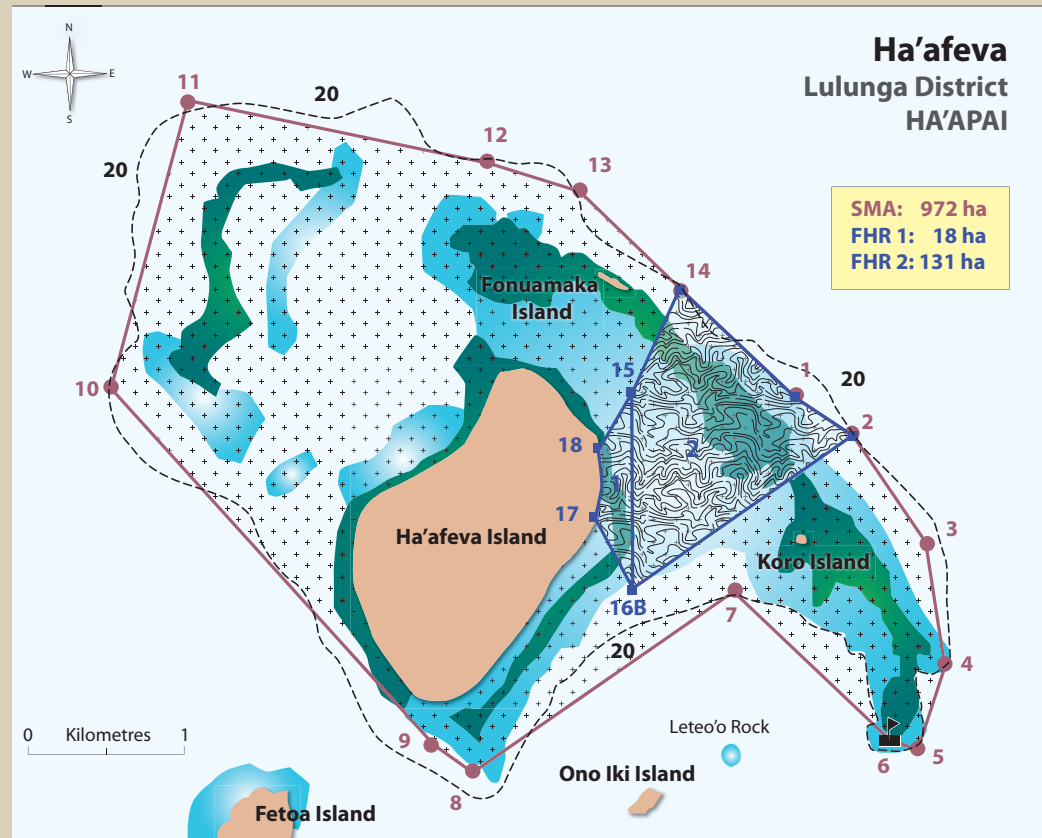 Ha'afeva
Lulunga District
HA'APAI
N
W
E
S
SMA: 972 ha
FHR 1: 18 ha
FHR 2: 131 ha
11
20
12
20
13
14
Fonuamaka
Island
15
1
20
10
2
18
2
1
17
Ha'afeva Island
3
Koro Island
16B
7
20
4
0 Kilometres 1
Leteo'o Rock
9
5
6
Ono Iki Island
8
Fetoa Island